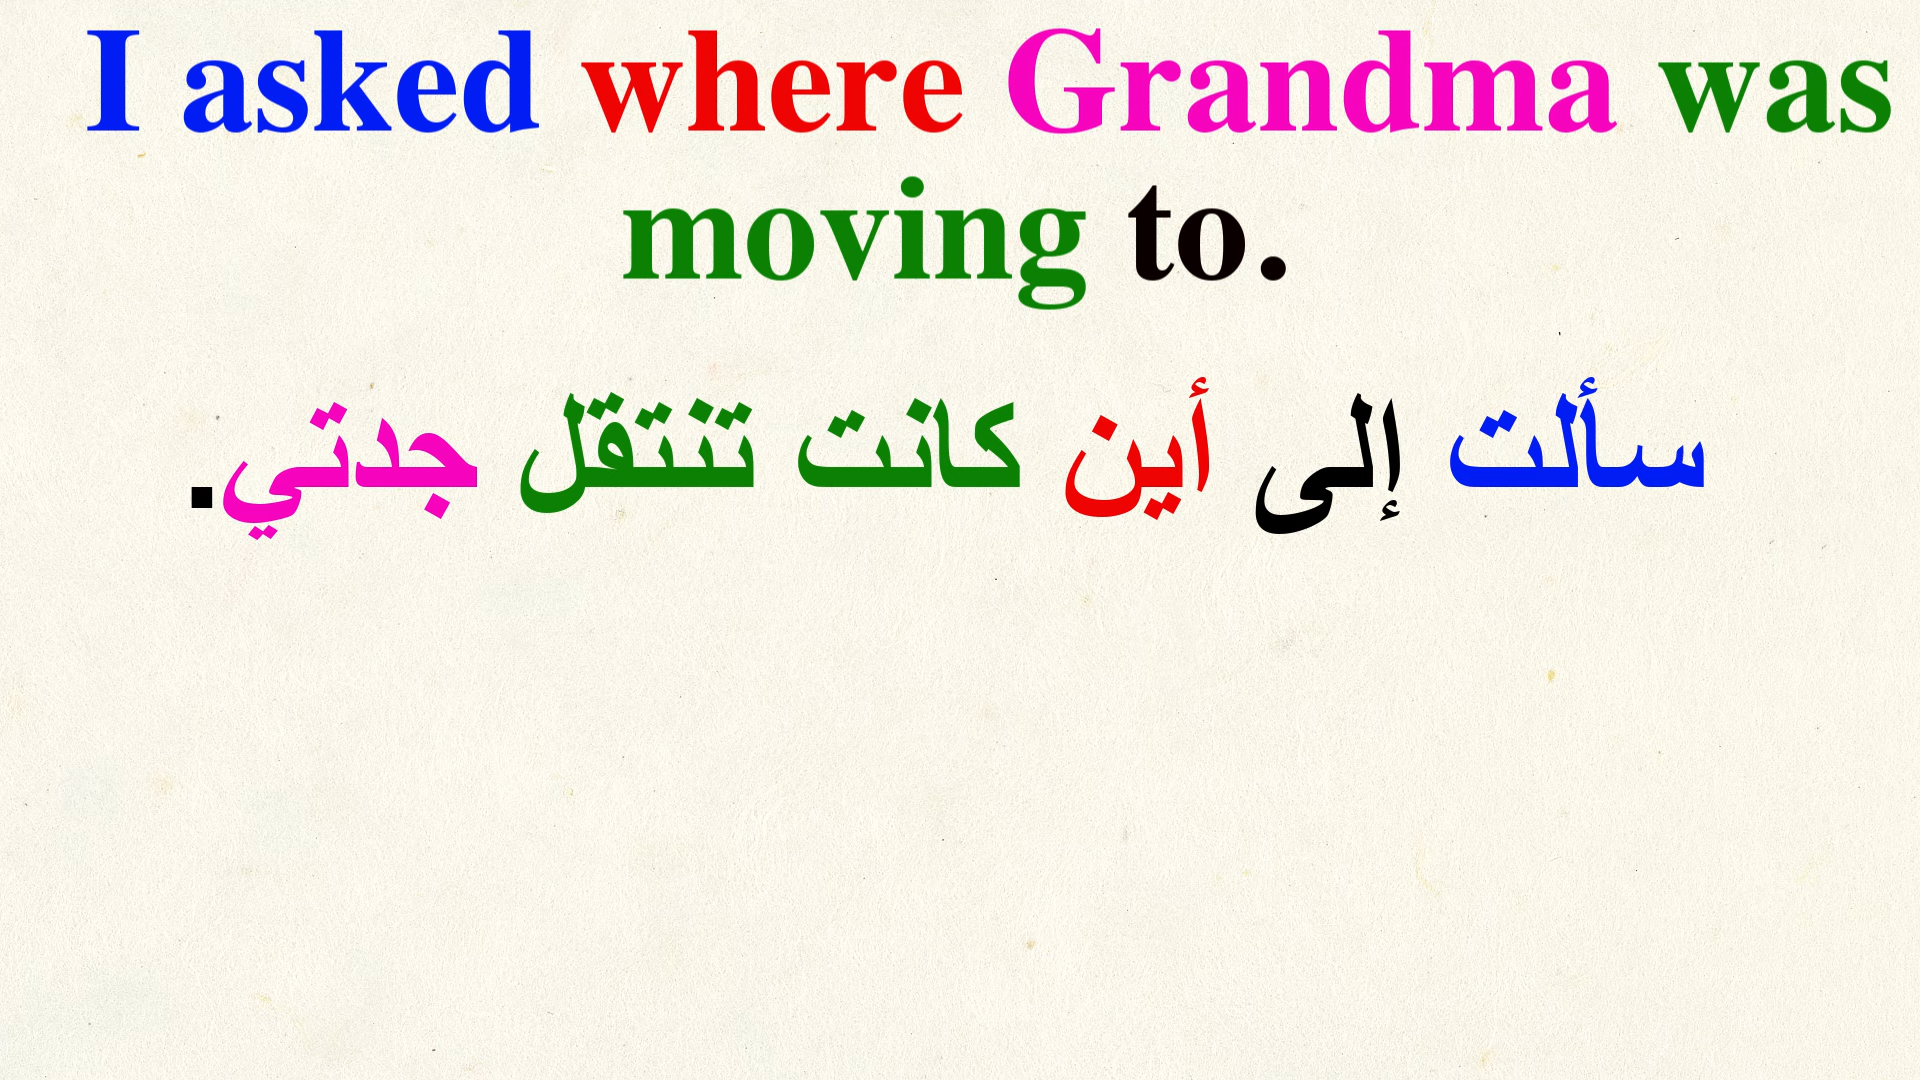 I asked where Grandma was
moving to.
سألت إلى أين كانت تنتقل جدتي.